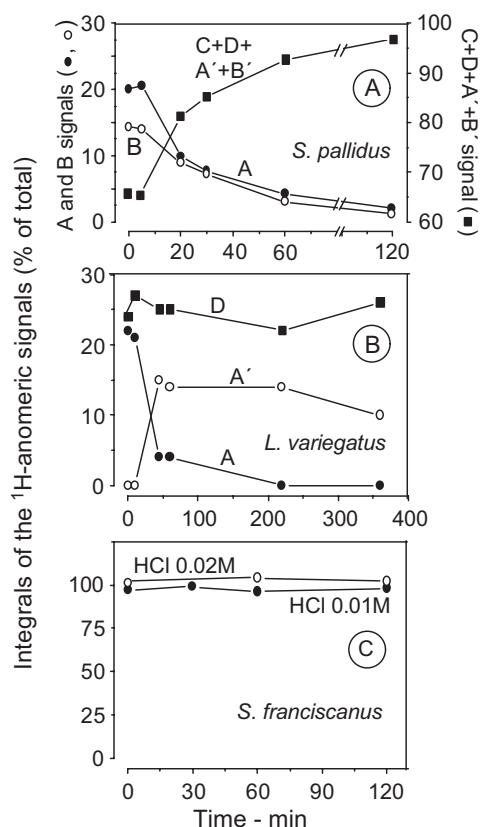 Integrals of the ¹H-anomeric signals (% of total)
A and B signals (●, ○)
C+D+A´+B´ signal (■)
30
20
10
0
100
90
80
70
60
C+D+
A´+B´
A
B
A
S. pallidus
0 20 40 60 120
30
20
10
0
D
B
A´
A
L. variegatus
0 100 200 300 400
100
75
50
25
0
HCl 0.02M
HCl 0.01M
C
S. franciscanus
0 30 60 90 120
Time - min